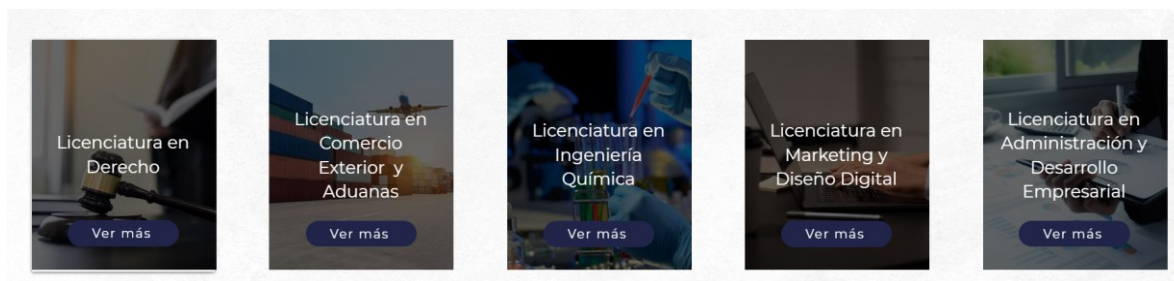 Licenciatura en
Derecho
Ver más
Licenciatura en
Comercio
Exterior y
Aduanas
Ver más
Licenciatura en
Ingeniería
Química
Ver más
Licenciatura en
Marketing y
Diseño Digital
Ver más
Licenciatura en
Administración y
Desarrollo
Empresarial
Ver más